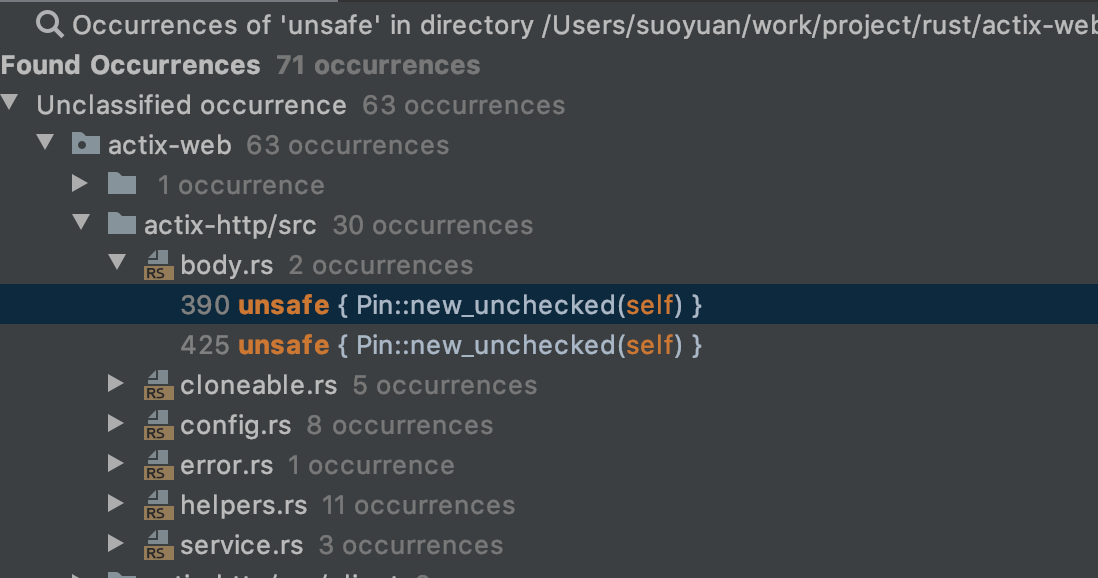 Occurrences of 'unsafe' in directory /Users/suoyuan/work/project/rust/actix-web
Found Occurrences 71 occurrences
Unclassified occurrence 63 occurrences
actix-web 63 occurrences
1 occurrence
actix-http/src 30 occurrences
RS body.rs 2 occurrences
390 unsafe { Pin::new_unchecked(self) }
425 unsafe { Pin::new_unchecked(self) }
RS cloneable.rs 5 occurrences
RS config.rs 8 occurrences
RS error.rs 1 occurrence
RS helpers.rs 11 occurrences
RS service.rs 3 occurrences